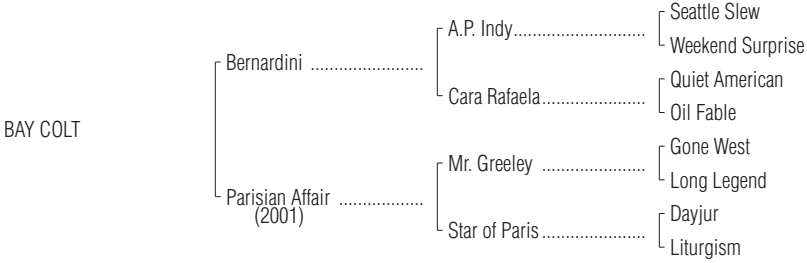 Seattle Slew
A.P. Indy............................
Weekend Surprise
Bernardini ........................
Quiet American
Cara Rafaela......................
Oil Fable
BAY COLT
Gone West
Mr. Greeley ......................
Long Legend
Parisian Affair ..................
(2001)
Dayjur
Star of Paris......................
Liturgism